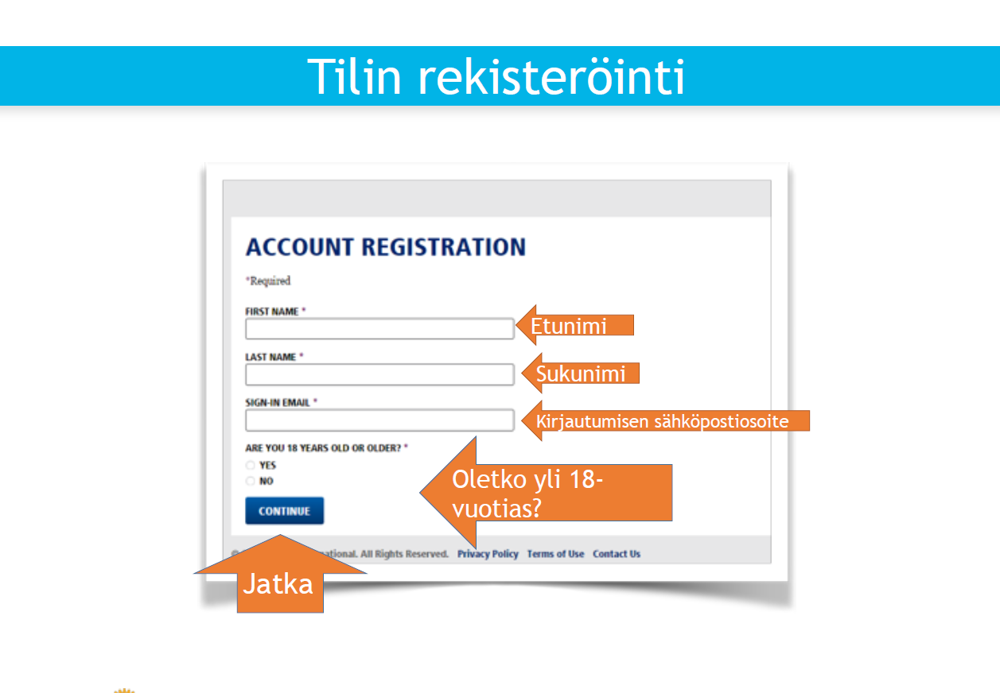 Tilin rekisteröinti
ACCOUNT REGISTRATION
*Required
FIRST NAME *
Etunimi
LAST NAME *
Sukunimi
SIGN-IN EMAIL *
Kirjautumisen sähköpostiosoite
ARE YOU 18 YEARS OLD OR OLDER? *
YES
NO
Oletko yli 18-
vuotias?
CONTINUE
All Rights Reserved. Privacy Policy Terms of Use Contact Us
Jatka